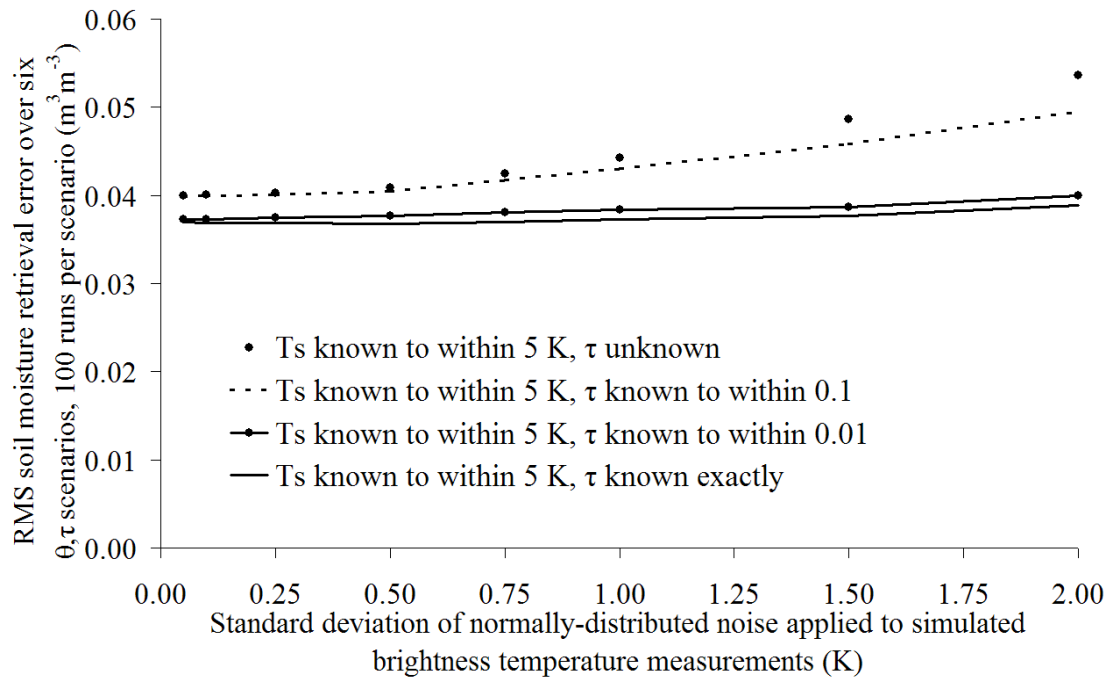 RMS soil moisture retrieval error over six
θ,τ scenarios, 100 runs per scenario (m³m⁻³)
0.06
0.05
0.04
0.03
0.02
0.01
0.00
Ts known to within 5 K, τ unknown
Ts known to within 5 K, τ known to within 0.1
Ts known to within 5 K, τ known to within 0.01
Ts known to within 5 K, τ known exactly
0.00 0.25 0.50 0.75 1.00 1.25 1.50 1.75 2.00
Standard deviation of normally-distributed noise applied to simulated
brightness temperature measurements (K)